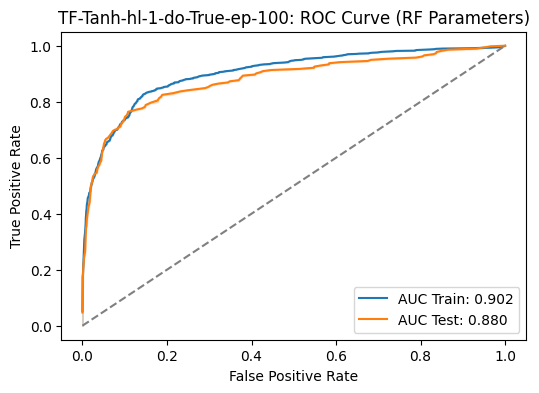 TF-Tanh-hl-1-do-True-ep-100: ROC Curve (RF Parameters)
1.0
0.8
0.6
0.4
0.2
0.0
True Positive Rate
AUC Train: 0.902
AUC Test: 0.880
0.0 0.2 0.4 0.6 0.8 1.0
False Positive Rate